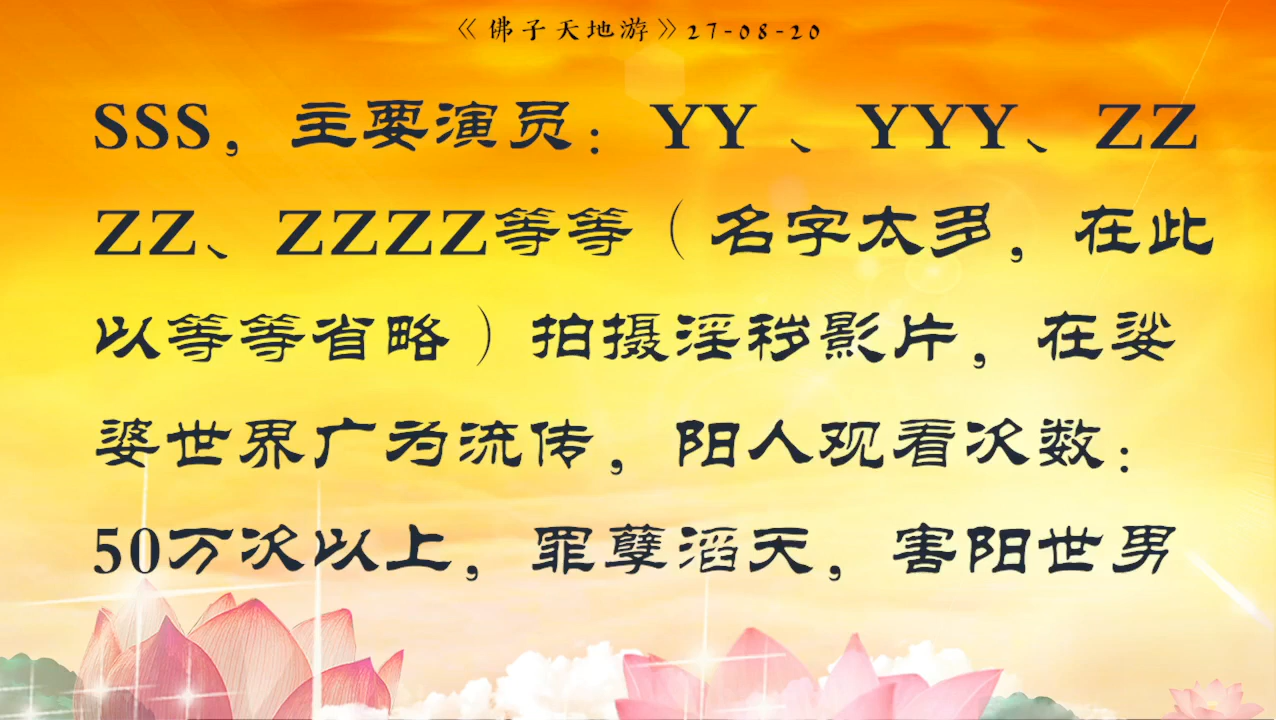 《佛子天地游》27-08-20
SSS，主要演员：YY 、YYY、ZZ
ZZ、ZZZZ等等（名字太多，在此
以等等省略）拍摄淫秽影片，在娑
婆世界广为流传，阳人观看次数：
50万次以上，罪孽滔天，害阳世男